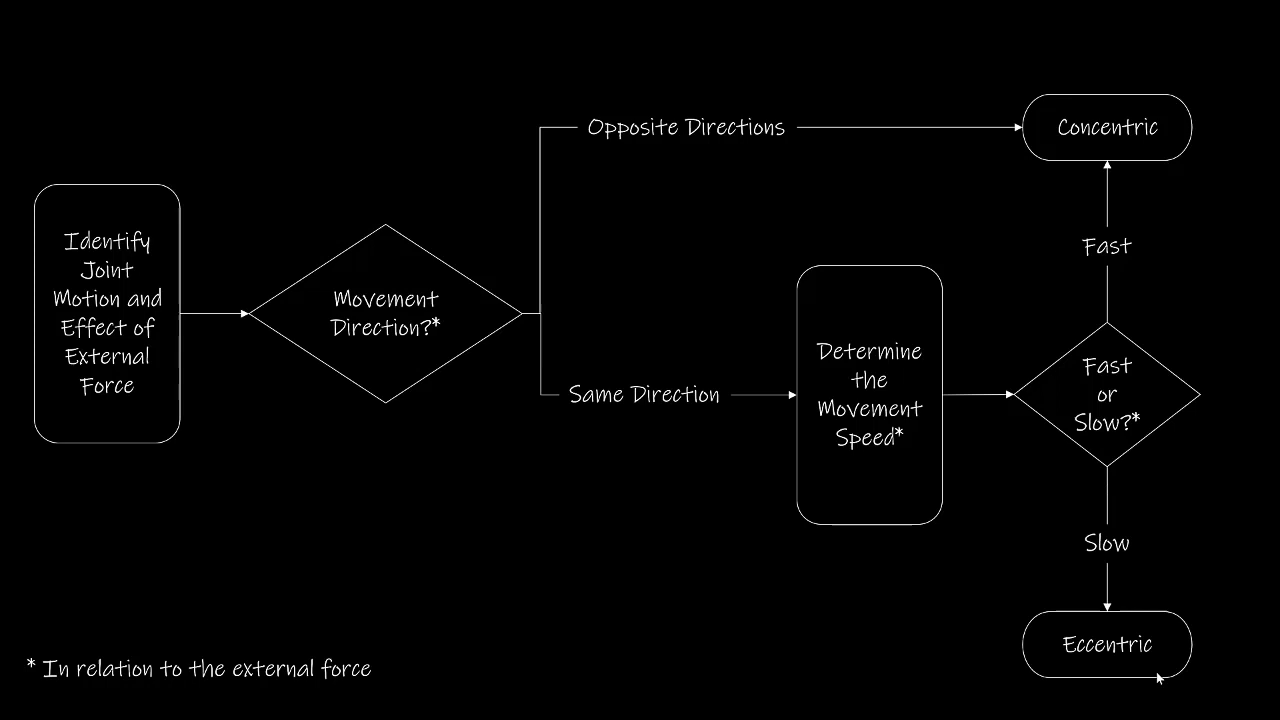 Identify
Joint
Motion and
Effect of
External
Force
Movement
Direction?*
Opposite Directions
Same Direction
Determine
the
Movement
Speed*
Concentric
Fast
Fast
or
Slow?*
Slow
Eccentric
* In relation to the external force